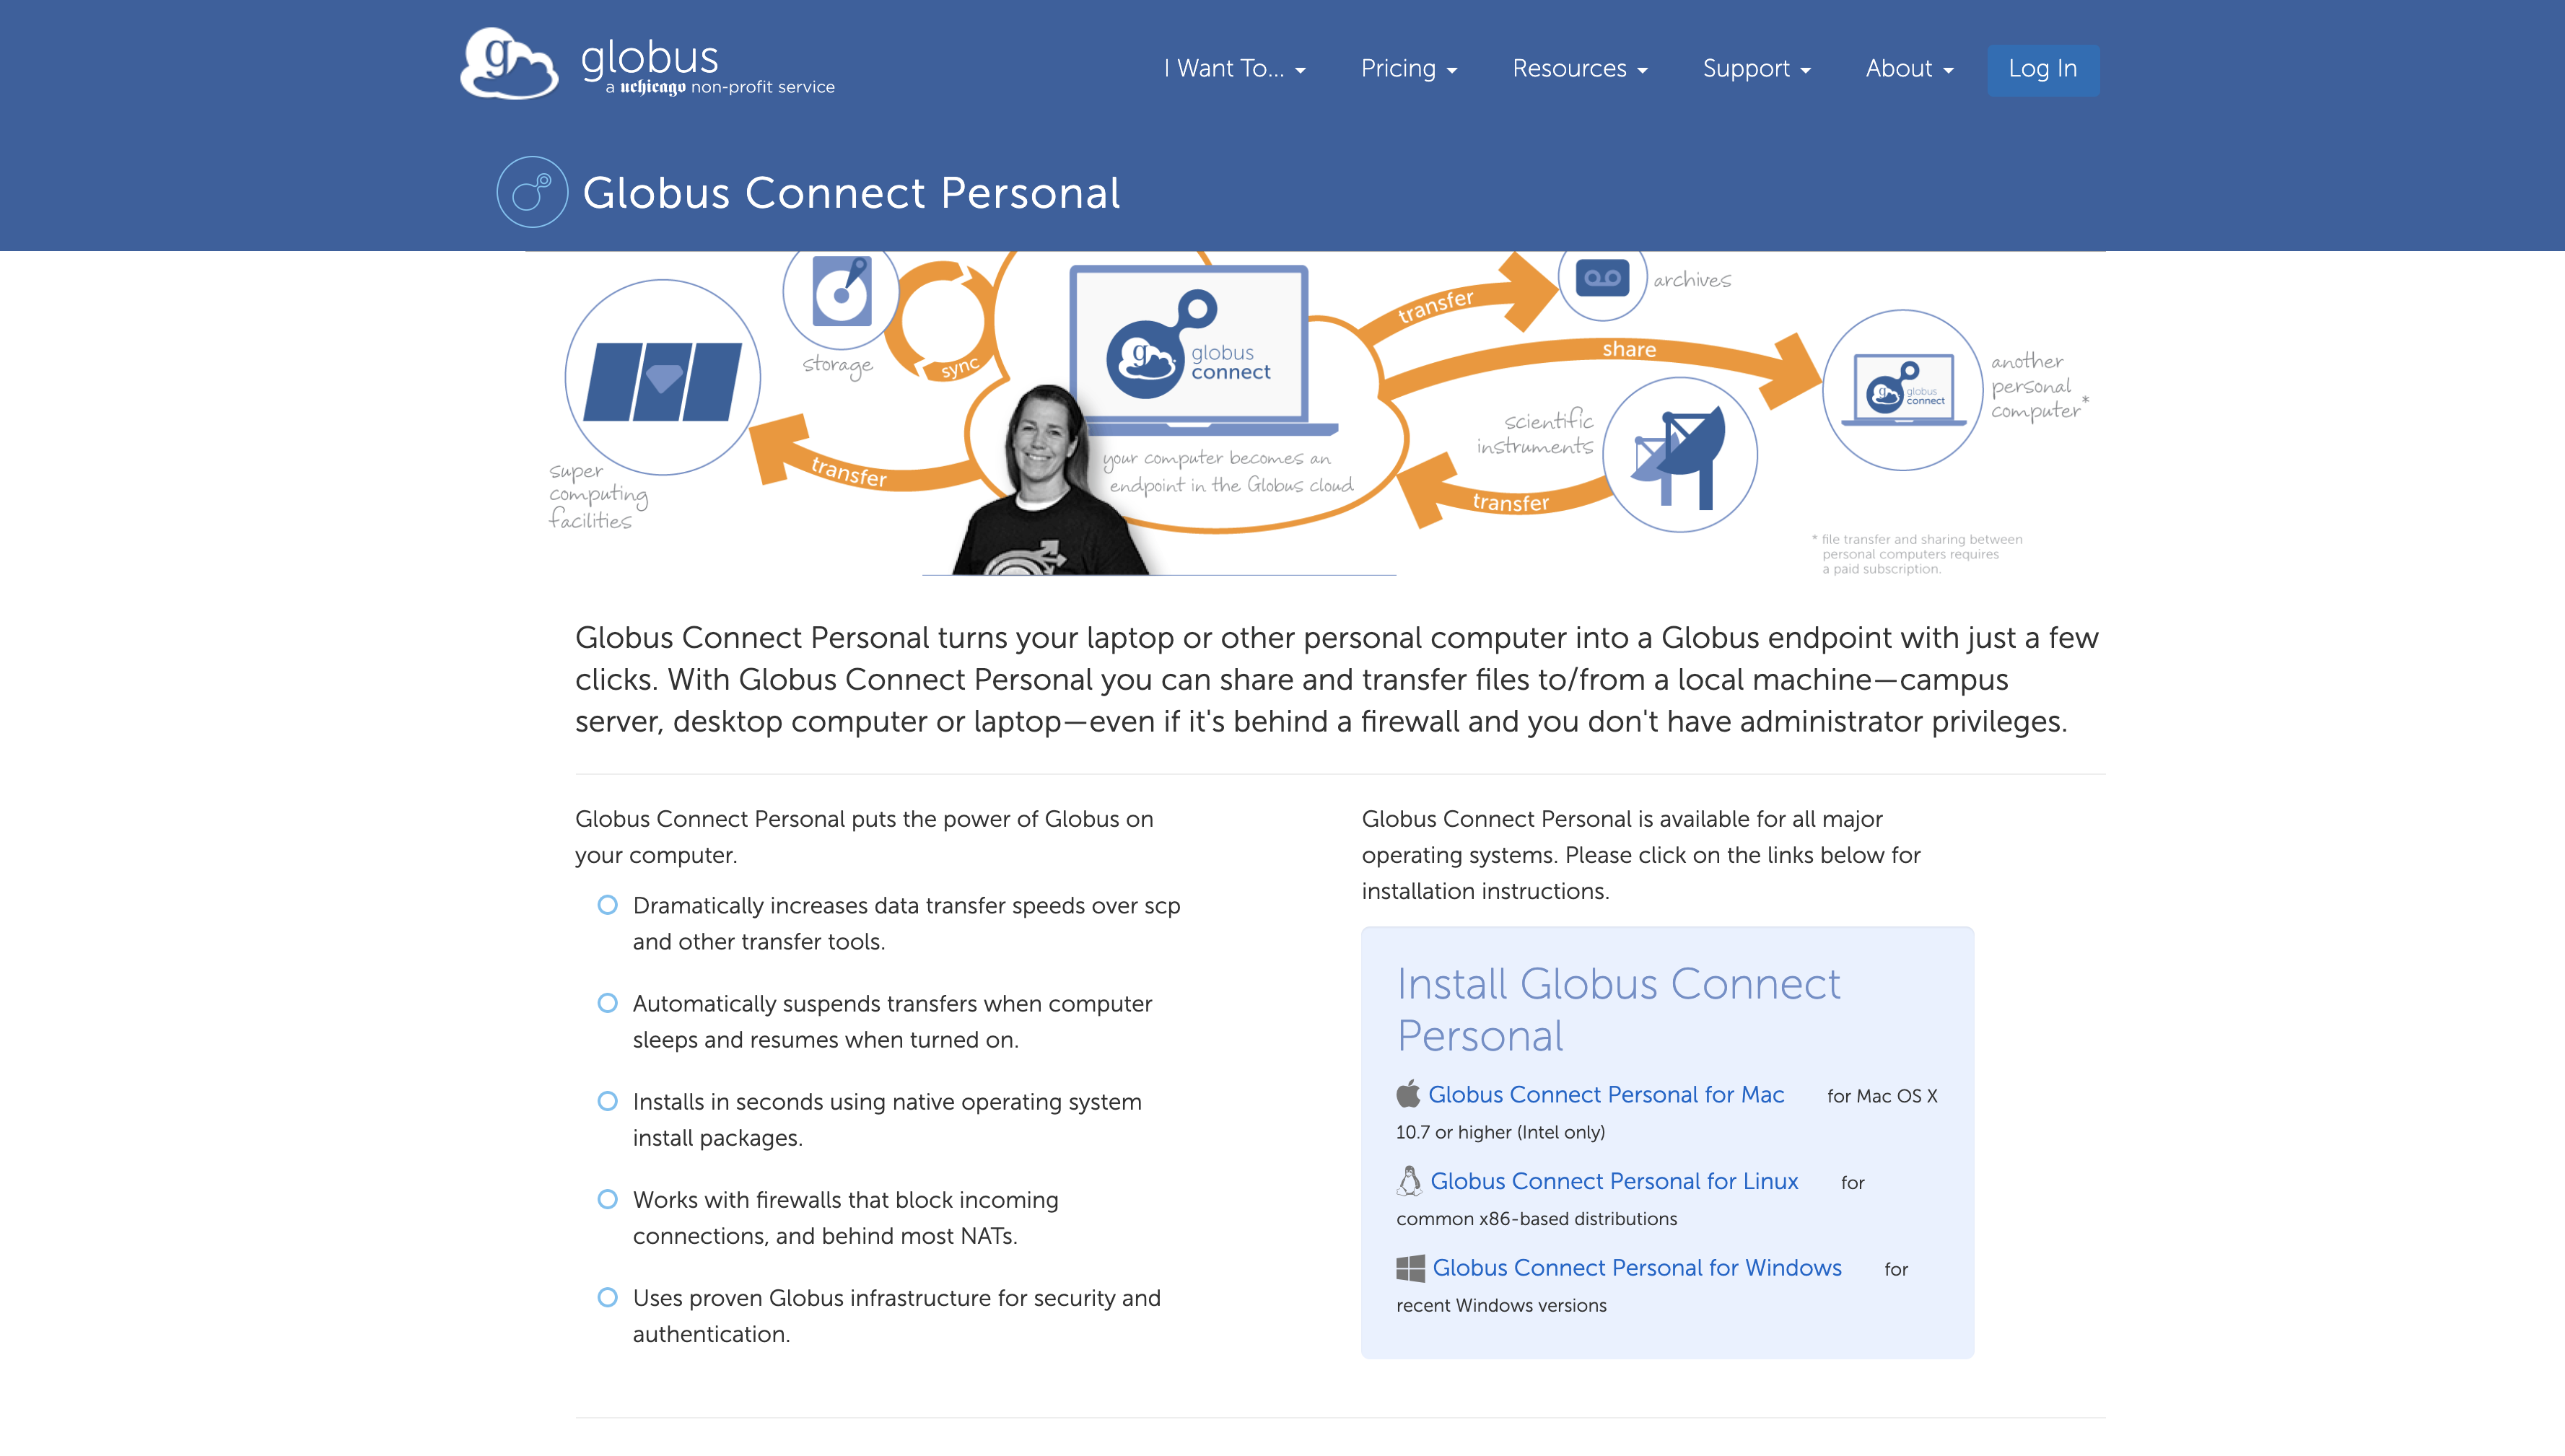 g globus
a uchicago non-profit service
I Want To... Pricing Resources Support About Log In
Globus Connect Personal
storage
sync
super
computing
facilities
transfer
g globus
connect
your computer becomes an
endpoint in the Globus cloud
transfer
archives
share
scientific
instruments
transfer
g globus
connect
another
personal
computer*
* file transfer and sharing between
personal computers requires
a paid subscription.
Globus Connect Personal turns your laptop or other personal computer into a Globus endpoint with just a few
clicks. With Globus Connect Personal you can share and transfer files to/from a local machine—campus
server, desktop computer or laptop—even if it's behind a firewall and you don't have administrator privileges.
Globus Connect Personal puts the power of Globus on
your computer.
Dramatically increases data transfer speeds over scp
and other transfer tools.
Automatically suspends transfers when computer
sleeps and resumes when turned on.
Installs in seconds using native operating system
install packages.
Works with firewalls that block incoming
connections, and behind most NATs.
Uses proven Globus infrastructure for security and
authentication.
Globus Connect Personal is available for all major
operating systems. Please click on the links below for
installation instructions.
Install Globus Connect
Personal
Globus Connect Personal for Mac for Mac OS X
10.7 or higher (Intel only)
Globus Connect Personal for Linux for
common x86-based distributions
Globus Connect Personal for Windows for
recent Windows versions